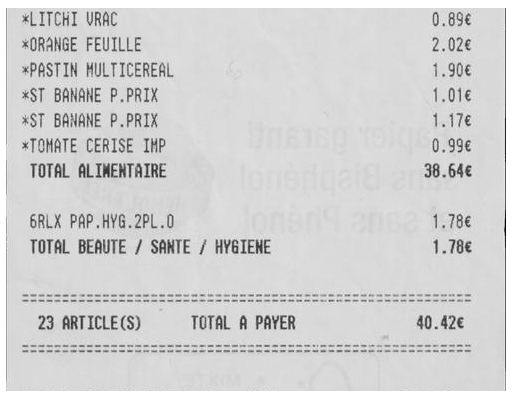 *LITCHI VRAC 0.89€
*ORANGE FEUILLE 2.02€
*PASTIN MULTICEREAL 1.90€
*ST BANANE P.PRIX 1.01€
*ST BANANE P.PRIX 1.17€
*TOMATE CERISE IMP 0.99€
TOTAL ALIMENTAIRE 38.64€
6RLX PAP.HYG.2PL.O 1.78€
TOTAL BEAUTE / SANTE / HYGIENE 1.78€
23 ARTICLE(S) TOTAL A PAYER 40.42€
Papier garanti
sans Bisphénol
et sans Phénol